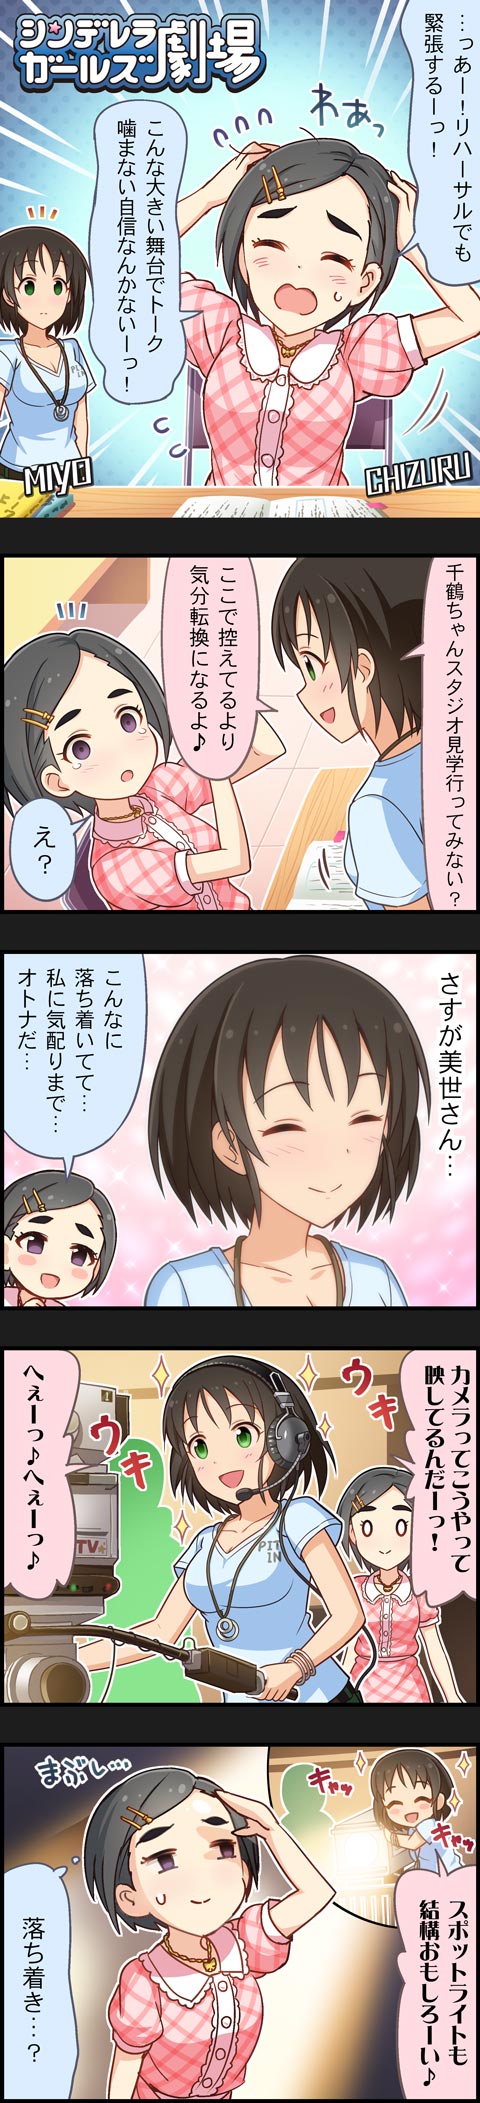 シンデレラ
ガールズ劇場
…っあー！リハーサルでも
緊張するーっ！
わぁっ
こんな大きい舞台でトーク
噛まない自信なんかないーっ！
PIT
IN
MIYO
CHIZURU
千鶴ちゃんスタジオ見学行ってみない？
ここで控えてるより
気分転換になるよ♪
え？
さすが美世さん…
こんなに
落ち着いてて…
私に気配りまで…
オトナだ…
カメラってこうやって
映してるんだーっ！
ウキ
ウキ
へぇーっ♪へぇーっ♪
1
TV
PIT
IN
キャッ
キャッ
スポットライトも
結構おもしろーい♪
まぶし…
落ち着き…？